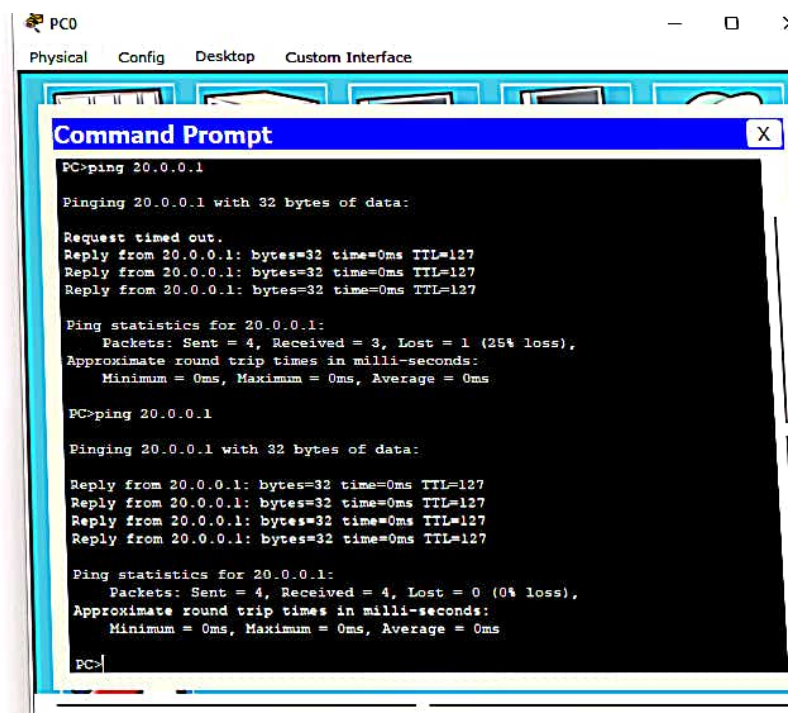 PC0
Physical Config Desktop Custom Interface
Command Prompt X
PC>ping 20.0.0.1
Pinging 20.0.0.1 with 32 bytes of data:
Request timed out.
Reply from 20.0.0.1: bytes=32 time=0ms TTL=127
Reply from 20.0.0.1: bytes=32 time=0ms TTL=127
Reply from 20.0.0.1: bytes=32 time=0ms TTL=127
Ping statistics for 20.0.0.1:
Packets: Sent = 4, Received = 3, Lost = 1 (25% loss),
Approximate round trip times in milli-seconds:
Minimum = 0ms, Maximum = 0ms, Average = 0ms
PC>ping 20.0.0.1
Pinging 20.0.0.1 with 32 bytes of data:
Reply from 20.0.0.1: bytes=32 time=0ms TTL=127
Reply from 20.0.0.1: bytes=32 time=0ms TTL=127
Reply from 20.0.0.1: bytes=32 time=0ms TTL=127
Reply from 20.0.0.1: bytes=32 time=0ms TTL=127
Ping statistics for 20.0.0.1:
Packets: Sent = 4, Received = 4, Lost = 0 (0% loss),
Approximate round trip times in milli-seconds:
Minimum = 0ms, Maximum = 0ms, Average = 0ms
PC>